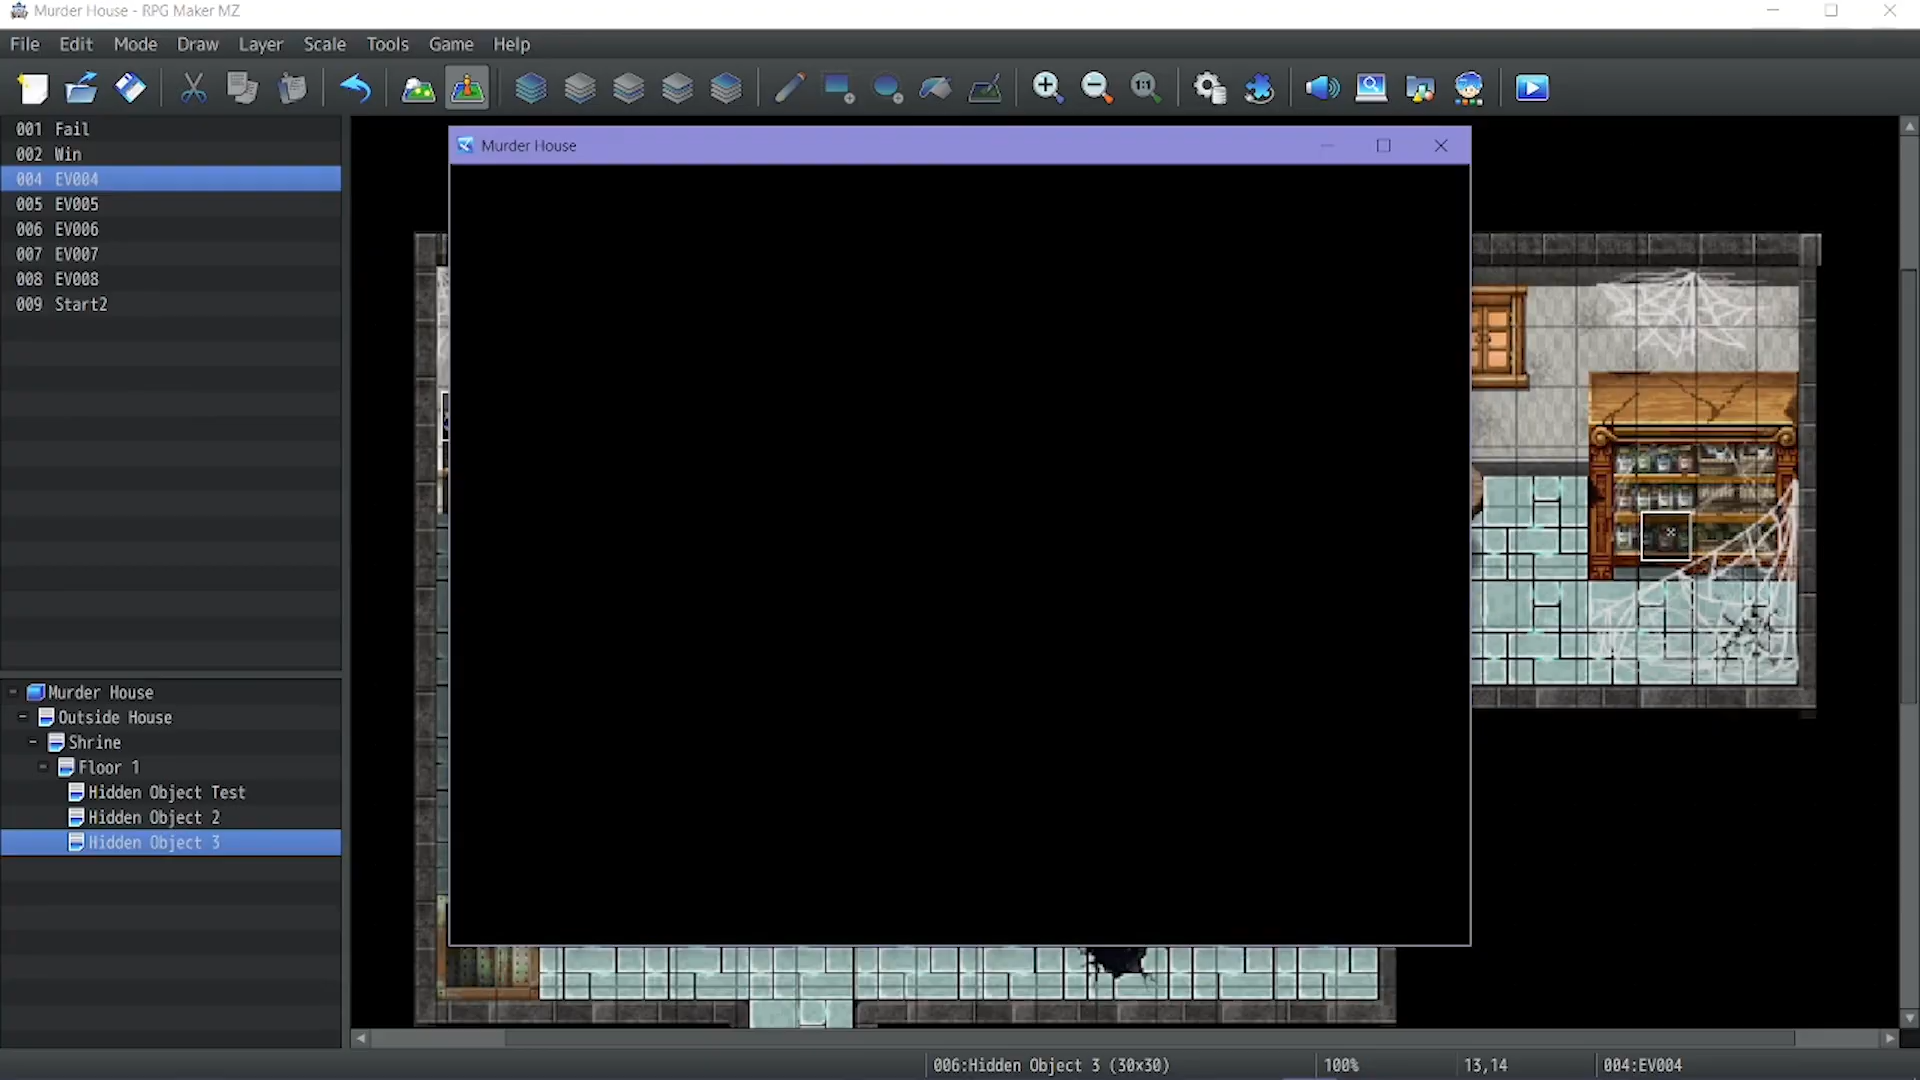 Murder House - RPG Maker MZ
File Edit Mode Draw Layer Scale Tools Game Help
1:1
001 Fail
002 Win
004 EV004
005 EV005
006 EV006
007 EV007
008 EV008
009 Start2
Murder House
Murder House
Outside House
Shrine
Floor 1
Hidden Object Test
Hidden Object 2
Hidden Object 3
006:Hidden Object 3 (30x30) 100% 13,14 004:EV004